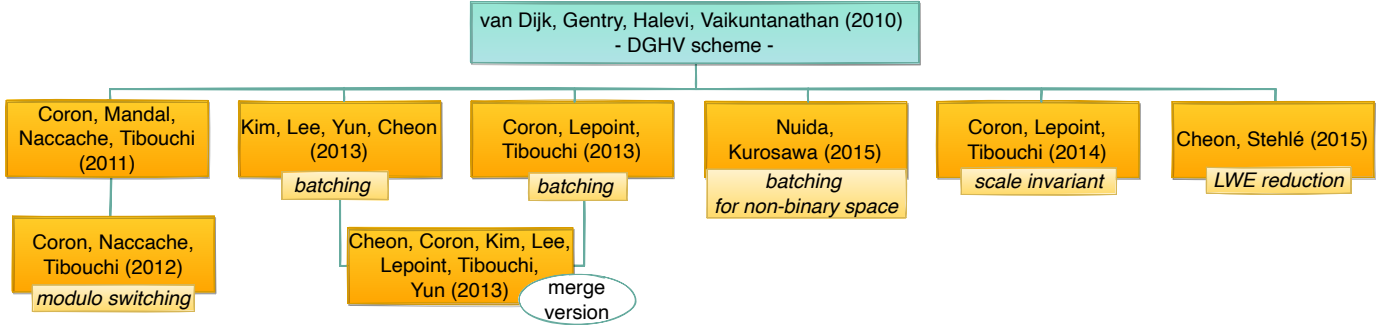 van Dijk, Gentry, Halevi, Vaikuntanathan (2010)
- DGHV scheme -
Coron, Mandal,
Naccache, Tibouchi
(2011)
Kim, Lee, Yun, Cheon
(2013)
batching
Coron, Lepoint,
Tibouchi (2013)
batching
Nuida,
Kurosawa (2015)
batching
for non-binary space
Coron, Lepoint,
Tibouchi (2014)
scale invariant
Cheon, Stehlé (2015)
LWE reduction
Coron, Naccache,
Tibouchi (2012)
modulo switching
Cheon, Coron, Kim, Lee,
Lepoint, Tibouchi,
Yun (2013)
merge
version